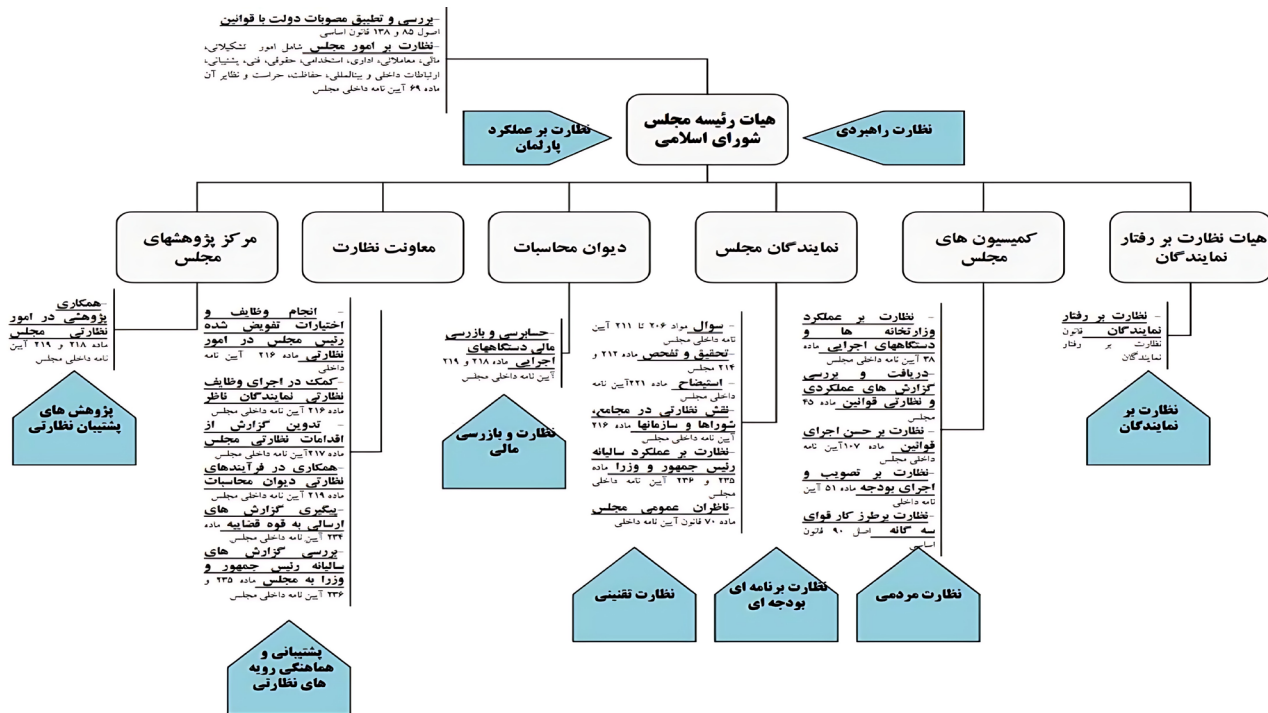 -بررسی و تطبیق مصوبات دولت با قوانین
اصول ۸۵ و ۱۳۸ قانون اساسی
-نظارت بر امور مجلس شامل امور تشکیلاتی،
مالی، معاملاتی، اداری، استخدامی، حقوقی، فنی، پشتیبانی،
ارتباطات داخلی و بینالمللی، حفاظت، حراست و نظایر آن
ماده ۶۹ آیین نامه داخلی مجلس
هیات رئیسه مجلس
شورای اسلامی
نظارت راهبردی
نظارت بر عملکرد
پارلمان
هیات نظارت بر رفتار
نمایندگان
کمیسیون های
مجلس
نمایندگان مجلس
دیوان محاسبات
معاونت نظارت
مرکز پژوهشهای
مجلس
-نظارت بر رفتار
نمایندگان قانون
نظارت بر رفتار
نمایندگان
نظارت بر
نمایندگان
-نظارت بر عملکرد
وزارتخانه ها و
دستگاههای اجرایی ماده
۳۸ آیین نامه داخلی مجلس
-دریافت و بررسی
گزارش های عملکردی
و نظارتی قوانین ماده ۴۵
مجلس
-نظارت بر حسن اجرای
قوانین ماده ۱۰۷آیین نامه
داخلی مجلس
-نظارت بر تصویب و
اجرای بودجه ماده ۵۱ آیین
نامه داخلی
-نظارت برطرز کار قوای
سه گانه اصل ۹۰ قانون
اساسی
نظارت مردمی
-سوال مواد ۲۰۶ تا ۲۱۱ آیین
نامه داخلی مجلس
-تحقیق و تفحص ماده ۲۱۲ و
۲۱۴ مجلس
-استیضاح ماده ۲۲۱آیین نامه
داخلی مجلس
-نقش نظارتی در مجامع،
شوراها و سازمانها ماده ۲۱۶
آیین نامه داخلی مجلس
-نظارت بر عملکرد سالیانه
رئیس جمهور و وزرا ماده
۲۳۵ و ۲۳۶ آیین نامه داخلی
مجلس
-ناظران عمومی مجلس
ماده ۷۰ قانون آیین نامه داخلی
نظارت برنامه ای
بودجه ای
نظارت تقنینی
-حسابرسی و بازرسی
مالی دستگاههای
اجرایی ماده ۲۱۸ و ۲۱۹
آیین نامه داخلی مجلس
نظارت و بازرسی
مالی
- انجام وظایف و
اختیارات تفویض شده
رئیس مجلس در امور
نظارتی ماده ۲۱۶ آیین نامه
داخلی
-کمک در اجرای وظایف
نظارتی نمایندگان ناظر
ماده ۲۱۶ آیین نامه داخلی مجلس
- تدوین گزارش از
اقدامات نظارتی مجلس
ماده۲۱۷ آیین نامه داخلی مجلس
-همکاری در فرآیندهای
نظارتی دیوان محاسبات
ماده ۲۱۹ آیین نامه داخلی مجلس
-پیگیری گزارش های
ارسالی به قوه قضاییه ماده
۲۳۴ آیین نامه داخلی مجلس
-بررسی گزارش های
سالیانه رئیس جمهور و
وزرا به مجلس ماده ۲۳۵ و
۲۳۶ آیین نامه داخلی مجلس
پشتیبانی و
هماهنگی رویه
های نظارتی
-همکاری
پژوهشی در امور
نظارتی مجلس
ماده ۲۱۸ و ۲۱۹ آیین
نامه داخلی مجلس
پژوهش های
پشتیبان نظارتی